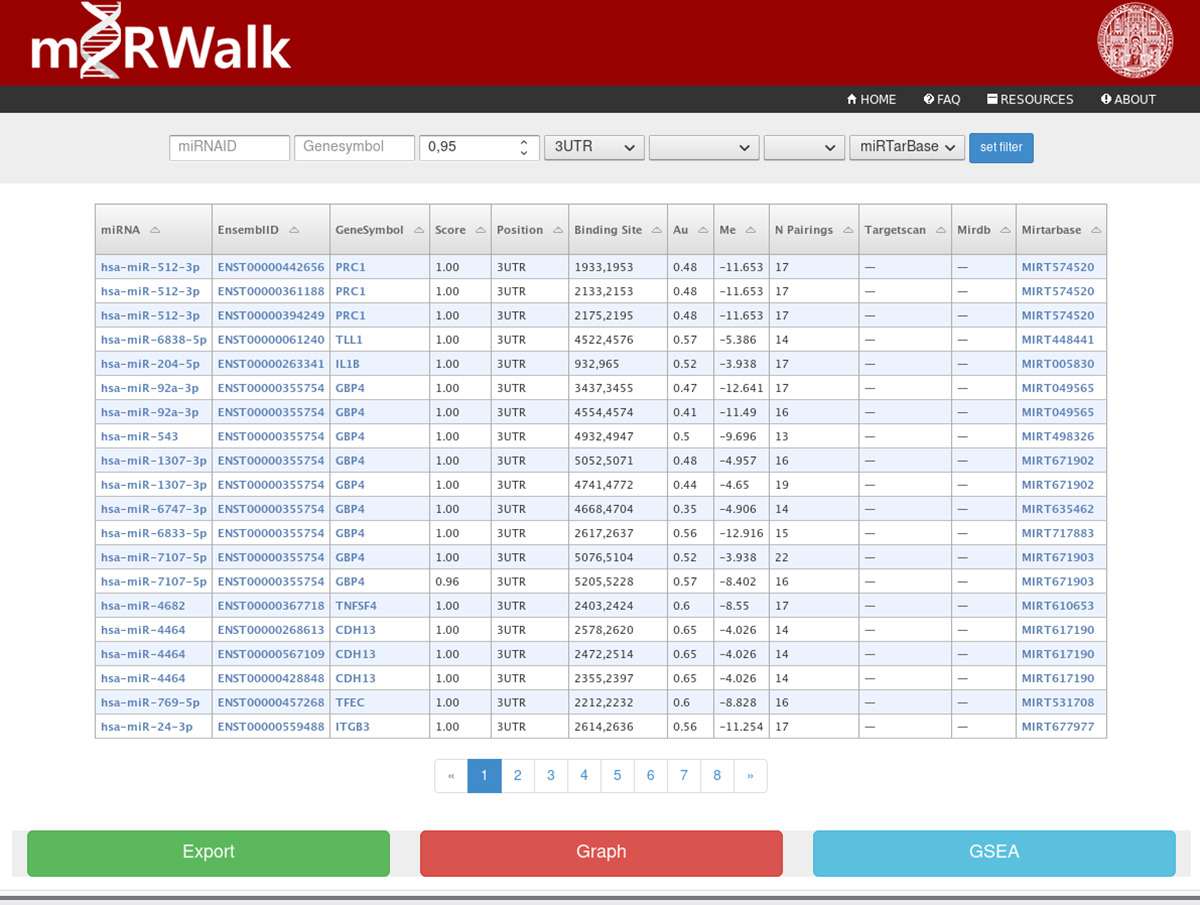 miRWalk
HOME FAQ RESOURCES ABOUT
miRNAID Genesymbol 0,95 3UTR miRTarBase set filter
miRNA EnsemblID GeneSymbol Score Position Binding Site Au Me N Pairings Targetscan Mirdb Mirtarbase
hsa-miR-512-3p ENST00000442656 PRC1 1.00 3UTR 1933,1953 0.48 -11.653 17 — — MIRT574520
hsa-miR-512-3p ENST00000361188 PRC1 1.00 3UTR 2133,2153 0.48 -11.653 17 — — MIRT574520
hsa-miR-512-3p ENST00000394249 PRC1 1.00 3UTR 2175,2195 0.48 -11.653 17 — — MIRT574520
hsa-miR-6838-5p ENST00000061240 TLL1 1.00 3UTR 4522,4576 0.57 -5.386 14 — — MIRT448441
hsa-miR-204-5p ENST00000263341 IL1B 1.00 3UTR 932,965 0.52 -3.938 17 — — MIRT005830
hsa-miR-92a-3p ENST00000355754 GBP4 1.00 3UTR 3437,3455 0.47 -12.641 17 — — MIRT049565
hsa-miR-92a-3p ENST00000355754 GBP4 1.00 3UTR 4554,4574 0.41 -11.49 16 — — MIRT049565
hsa-miR-543 ENST00000355754 GBP4 1.00 3UTR 4932,4947 0.5 -9.696 13 — — MIRT498326
hsa-miR-1307-3p ENST00000355754 GBP4 1.00 3UTR 5052,5071 0.48 -4.957 16 — — MIRT671902
hsa-miR-1307-3p ENST00000355754 GBP4 1.00 3UTR 4741,4772 0.44 -4.65 19 — — MIRT671902
hsa-miR-6747-3p ENST00000355754 GBP4 1.00 3UTR 4668,4704 0.35 -4.906 14 — — MIRT635462
hsa-miR-6833-5p ENST00000355754 GBP4 1.00 3UTR 2617,2637 0.56 -12.916 15 — — MIRT717883
hsa-miR-7107-5p ENST00000355754 GBP4 1.00 3UTR 5076,5104 0.52 -3.938 22 — — MIRT671903
hsa-miR-7107-5p ENST00000355754 GBP4 0.96 3UTR 5205,5228 0.57 -8.402 16 — — MIRT671903
hsa-miR-4682 ENST00000367718 TNFSF4 1.00 3UTR 2403,2424 0.6 -8.55 17 — — MIRT610653
hsa-miR-4464 ENST00000268613 CDH13 1.00 3UTR 2578,2620 0.65 -4.026 14 — — MIRT617190
hsa-miR-4464 ENST00000567109 CDH13 1.00 3UTR 2472,2514 0.65 -4.026 14 — — MIRT617190
hsa-miR-4464 ENST00000428848 CDH13 1.00 3UTR 2355,2397 0.65 -4.026 14 — — MIRT617190
hsa-miR-769-5p ENST00000457268 TFEC 1.00 3UTR 2212,2232 0.6 -8.828 16 — — MIRT531708
hsa-miR-24-3p ENST00000559488 ITGB3 1.00 3UTR 2614,2636 0.56 -11.254 17 — — MIRT677977
« 1 2 3 4 5 6 7 8 »
Export Graph GSEA